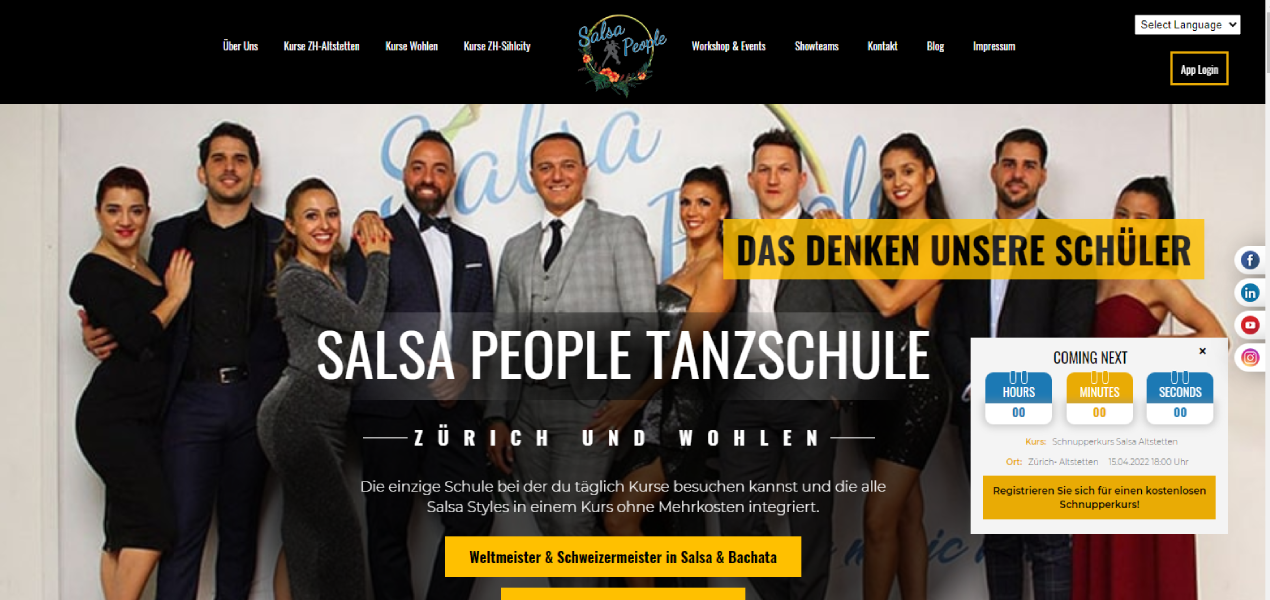 Über Uns
Kurse ZH-Altstetten
Kurse Wohlen
Kurse ZH-Sihlcity
Salsa
People
Workshop & Events
Showteams
Kontakt
Blog
Impressum
Select Language
App Login
Salsa
People
DAS DENKEN UNSERE SCHÜLER
SALSA PEOPLE TANZSCHULE
ZÜRICH UND WOHLEN
Die einzige Schule bei der du täglich Kurse besuchen kannst und die alle
Salsa Styles in einem Kurs ohne Mehrkosten integriert.
Weltmeister & Schweizermeister in Salsa & Bachata
COMING NEXT
HOURS
MINUTES
SECONDS
00
00
00
Kurs: Schnupperkurs Salsa Altstetten
Ort: Zürich- Altstetten 15.04.2022 18:00 Uhr
Registrieren Sie sich für einen kostenlosen
Schnupperkurs!